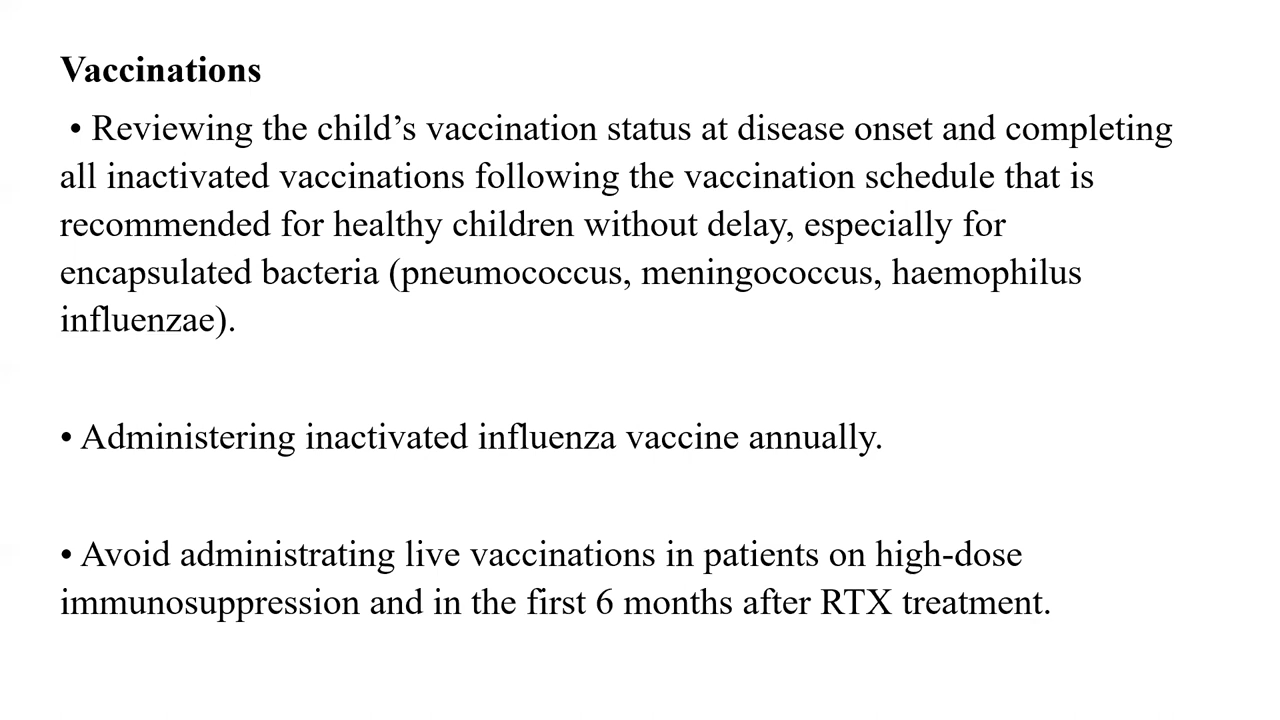 Vaccinations
• Reviewing the child’s vaccination status at disease onset and completing
all inactivated vaccinations following the vaccination schedule that is
recommended for healthy children without delay, especially for
encapsulated bacteria (pneumococcus, meningococcus, haemophilus
influenzae).
• Administering inactivated influenza vaccine annually.
• Avoid administrating live vaccinations in patients on high-dose
immunosuppression and in the first 6 months after RTX treatment.